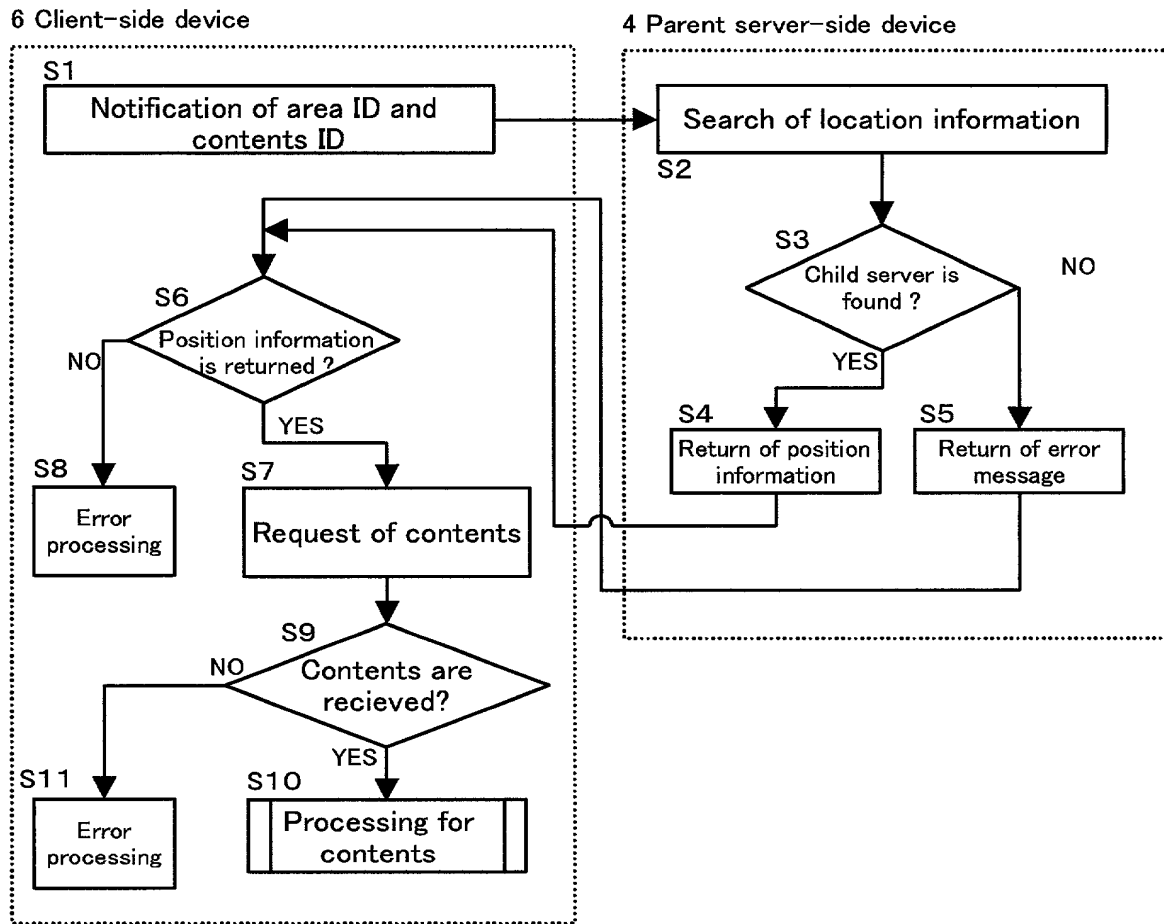 6 Client-side device
4 Parent server-side device
S1
Notification of area ID and
contents ID
Search of location information
S2
S3
Child server is
found ?
NO
YES
S4
Return of position
information
S5
Return of error
message
S6
Position information
is returned ?
NO
YES
S8
Error
processing
S7
Request of contents
S9
Contents are
recieved?
NO
YES
S11
Error
processing
S10
Processing for
contents